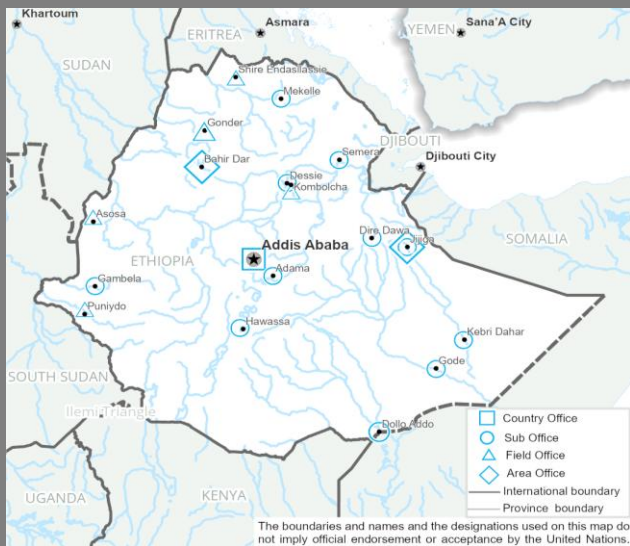 Khartoum
Asmara
Sana'A City
ERITREA
YEMEN
SUDAN
Shire Endasilassie
Mekelle
Gonder
Bahir Dar
Semera
DJIBOUTI
Djibouti City
Dessie
Kombolcha
Asosa
Dire Dawa
Jijiga
SOMALIA
Addis Ababa
ETHIOPIA
Adama
Gambela
Puniydo
Hawassa
Kebri Dahar
Gode
SOUTH SUDAN
Ilemi Triangle
Dollo Addo
UGANDA
KENYA
Country Office
Sub Office
Field Office
Area Office
International boundary
Province boundary
The boundaries and names and the designations used on this map do
not imply official endorsement or acceptance by the United Nations.